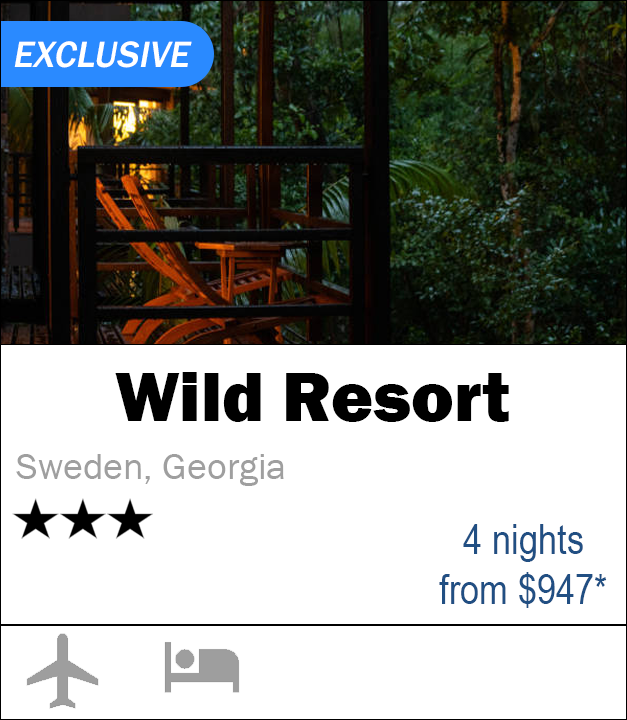 EXCLUSIVE
Wild Resort
Sweden, Georgia
4 nights
from $947*